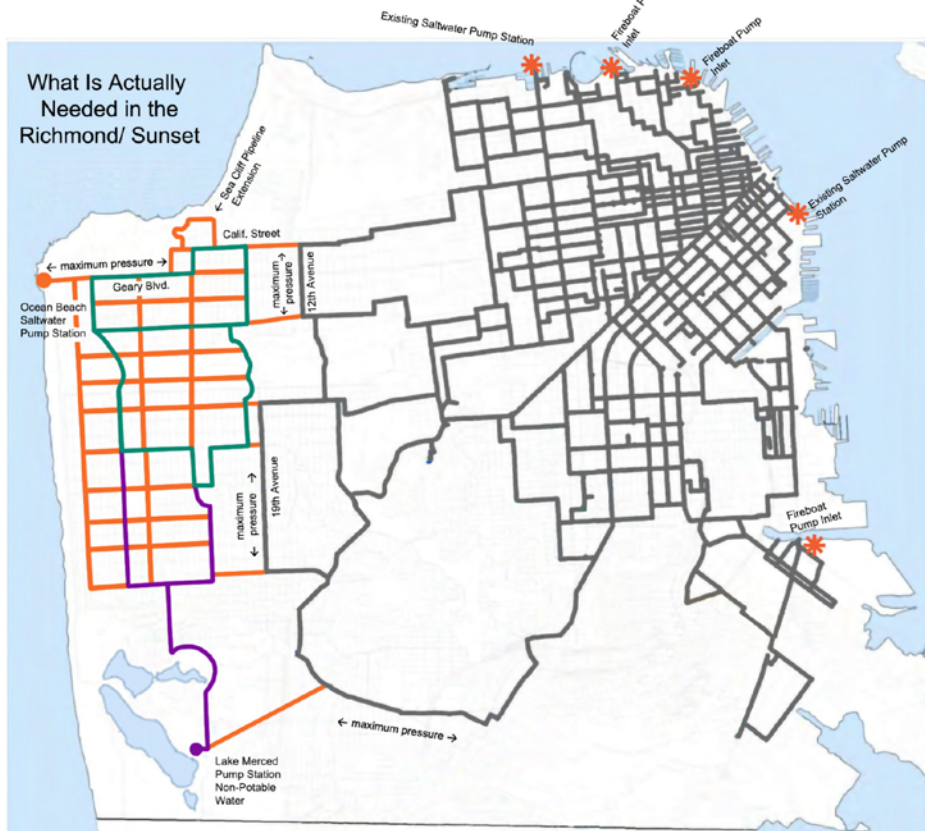 Existing Saltwater Pump Station
Fireboat
Inlet
Fireboat Pump
Inlet
What Is Actually
Needed in the
Richmond/ Sunset
← Sea Cliff Pipeline
Extension
Existing Saltwater Pump
Station
Calif. Street
← maximum pressure →
Geary Blvd.
← maximum
pressure →
12th Avenue
Ocean Beach
Saltwater
Pump Station
← maximum
pressure →
19th Avenue
Fireboat
Pump Inlet
← maximum pressure →
Lake Merced
Pump Station
Non-Potable
Water